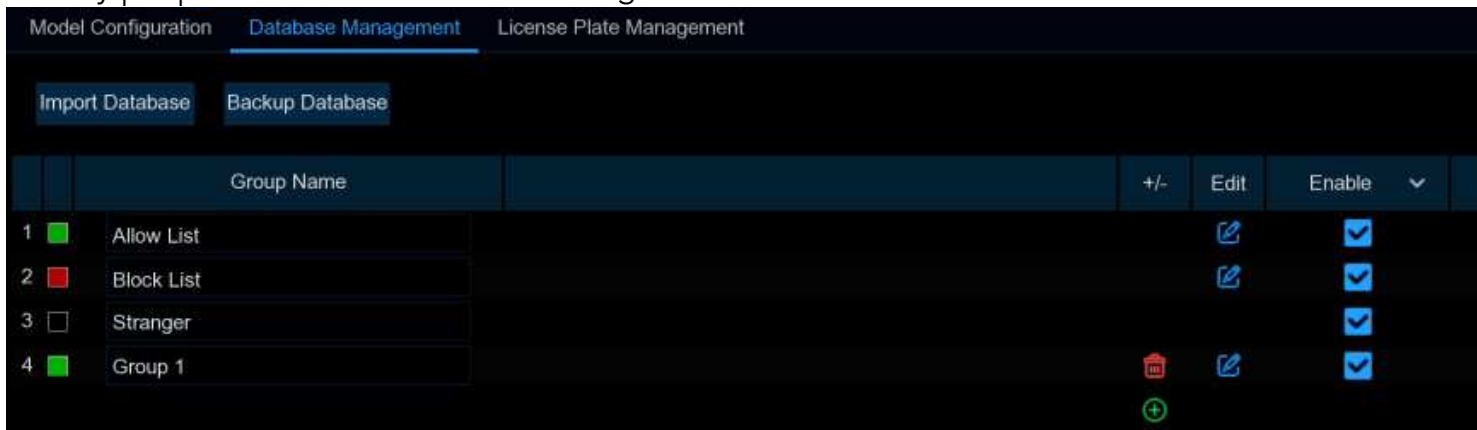 Model Configuration Database Management License Plate Management
Import Database Backup Database
Group Name +/- Edit Enable
1 Allow List
2 Block List
3 Stranger
4 Group 1